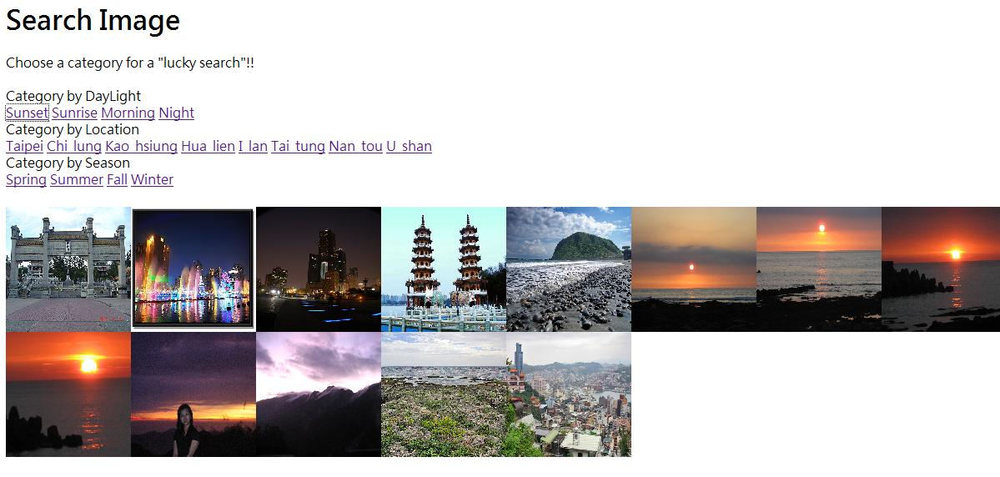 Search Image
Choose a category for a "lucky search"!!
Category by DayLight
Sunset Sunrise Morning Night
Category by Location
Taipei Chi_lung Kao_hsiung Hua_lien I_lan Tai_tung Nan_tou U_shan
Category by Season
Spring Summer Fall Winter